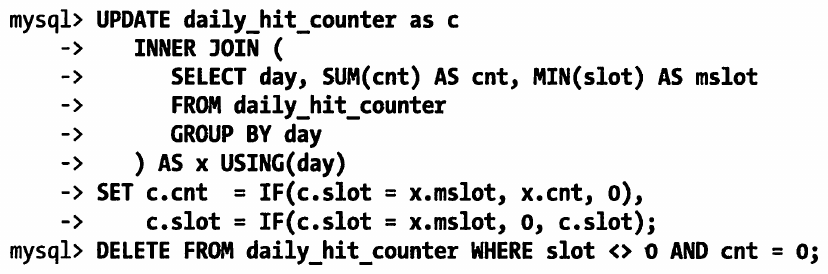 mysql> UPDATE daily_hit_counter as c
    ->    INNER JOIN (
    ->       SELECT day, SUM(cnt) AS cnt, MIN(slot) AS mslot
    ->       FROM daily_hit_counter
    ->       GROUP BY day
    ->    ) AS x USING(day)
    -> SET c.cnt  = IF(c.slot = x.mslot, x.cnt, 0),
    ->     c.slot = IF(c.slot = x.mslot, 0, c.slot);
mysql> DELETE FROM daily_hit_counter WHERE slot <> 0 AND cnt = 0;